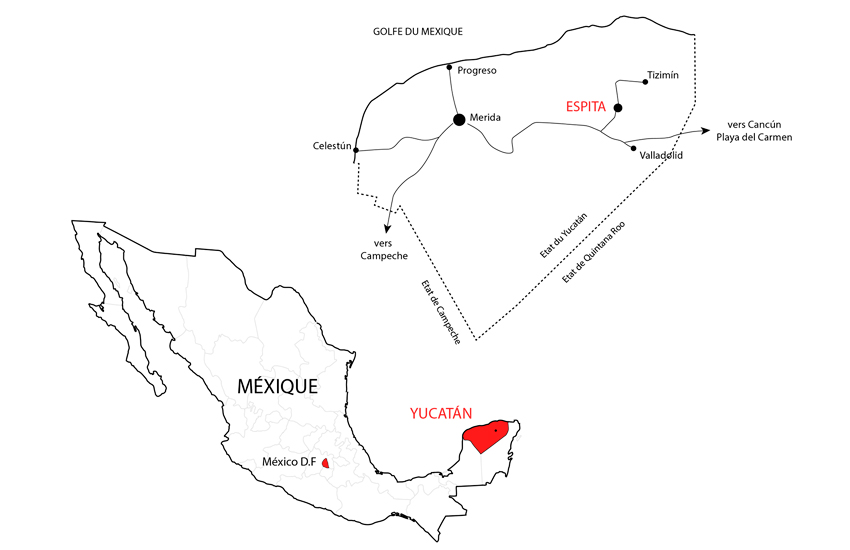 GOLFE DU MEXIQUE
Progreso
Tizimín
ESPITA
Merida
vers Cancún
Playa del Carmen
Celestún
Valladolid
vers
Campeche
Etat du Yucatán
Etat de Quintana Roo
Etat de Campeche
MÉXIQUE
YUCATÁN
México D.F